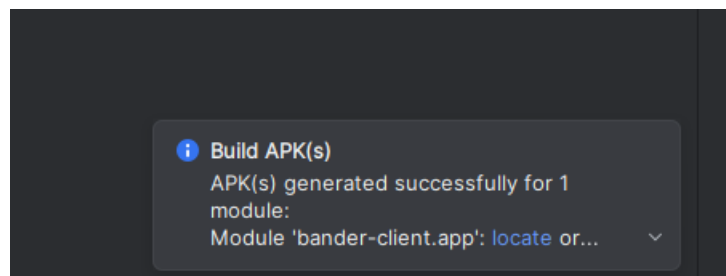 Build APK(s)
APK(s) generated successfully for 1
module:
Module 'bander-client.app': locate or...